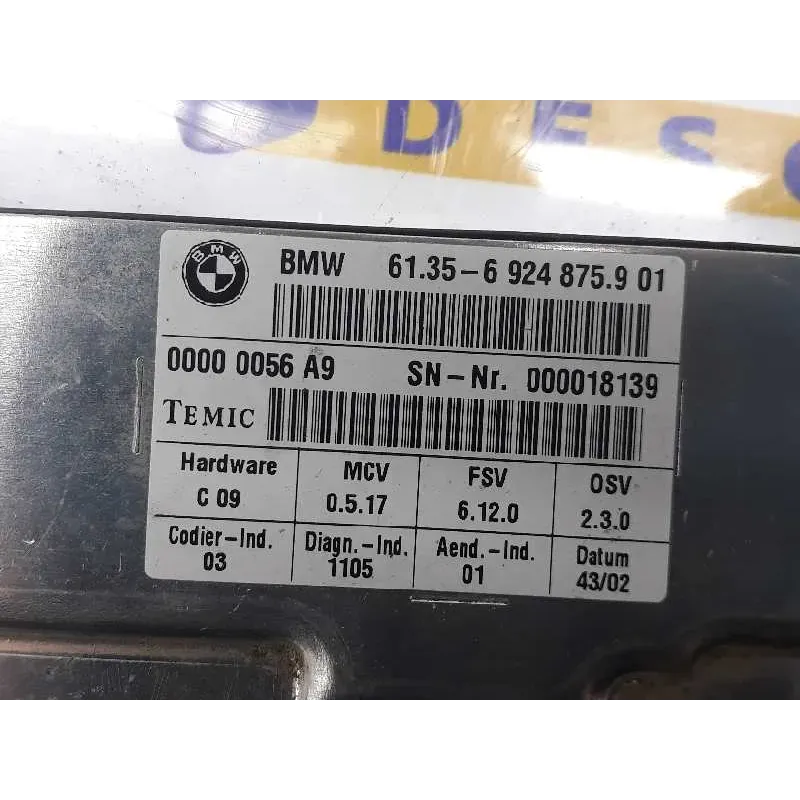 DESG
BMW
BMW 61.35-6 924 875.9 01
0000 0056 A9 SN-Nr. 000018139
TEMIC
Hardware MCV FSV OSV
C 09 0.5.17 6.12.0 2.3.0
Codier-Ind. Diagn.-Ind. Aend.-Ind. Datum
03 1105 01 43/02